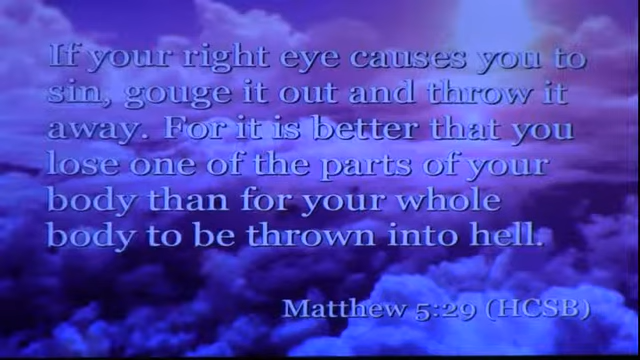 If your right eye causes you to
sin, gouge it out and throw it
away. For it is better that you
lose one of the parts of your
body than for your whole
body to be thrown into hell.
Matthew 5:29 (HCSB)